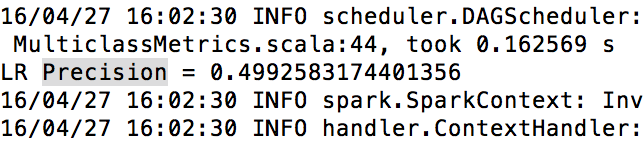 16/04/27 16:02:30 INFO scheduler.DAGScheduler:
MulticlassMetrics.scala:44, took 0.162569 s
LR Precision = 0.4992583174401356
16/04/27 16:02:30 INFO spark.SparkContext: Inv
16/04/27 16:02:30 INFO handler.ContextHandler: